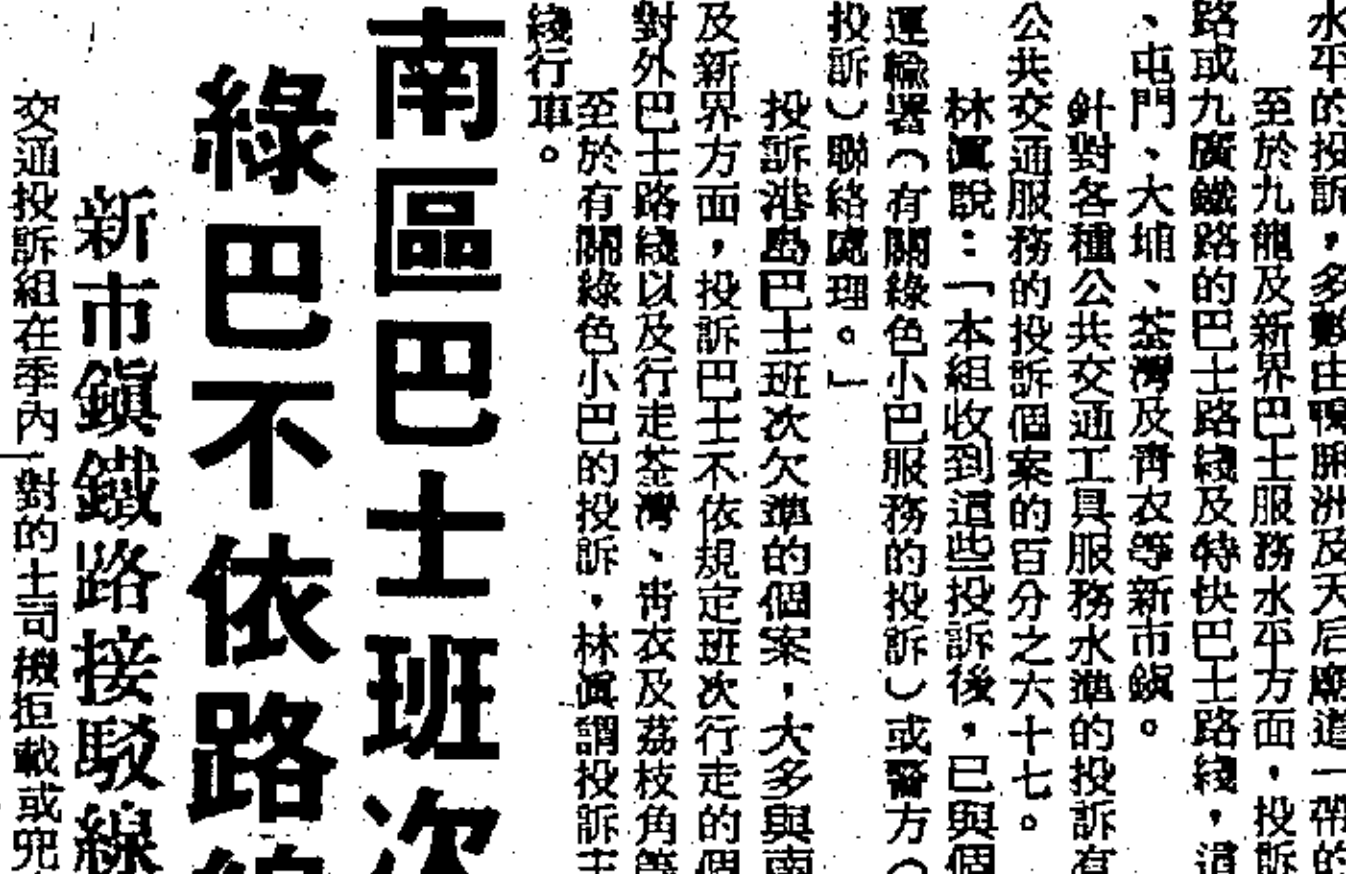 水平的投訴，多數由鴨脷洲及天后廟道一帶的
至於九龍及新界巴士服務水平方面，投訴
路或九廣鐵路的巴士路綫及特快巴士路綫，這
、屯門、大埔、荃灣及青衣等新市鎮。
針對各種公共交通工具服務水準的投訴有
公共交通服務的投訴個案的百分之六十七。
林寘說：「本組收到這些投訴後，已與個
運輸署（有關綠色小巴服務的投訴）或警方（
投訴）聯絡處理。」
投訴港島巴士班次欠準的個案，大多與南
及新界方面，投訴巴士不依規定班次行走的個
對外巴士路綫以及行走荃灣、青衣及荔枝角等
至於有關綠色小巴的投訴，林寘謂投訴主
綫行車。
南區巴士班次
綠巴不依路線
新市鎮鐵路接駁線
交通投訴組在季內對的士司機拒載或兜